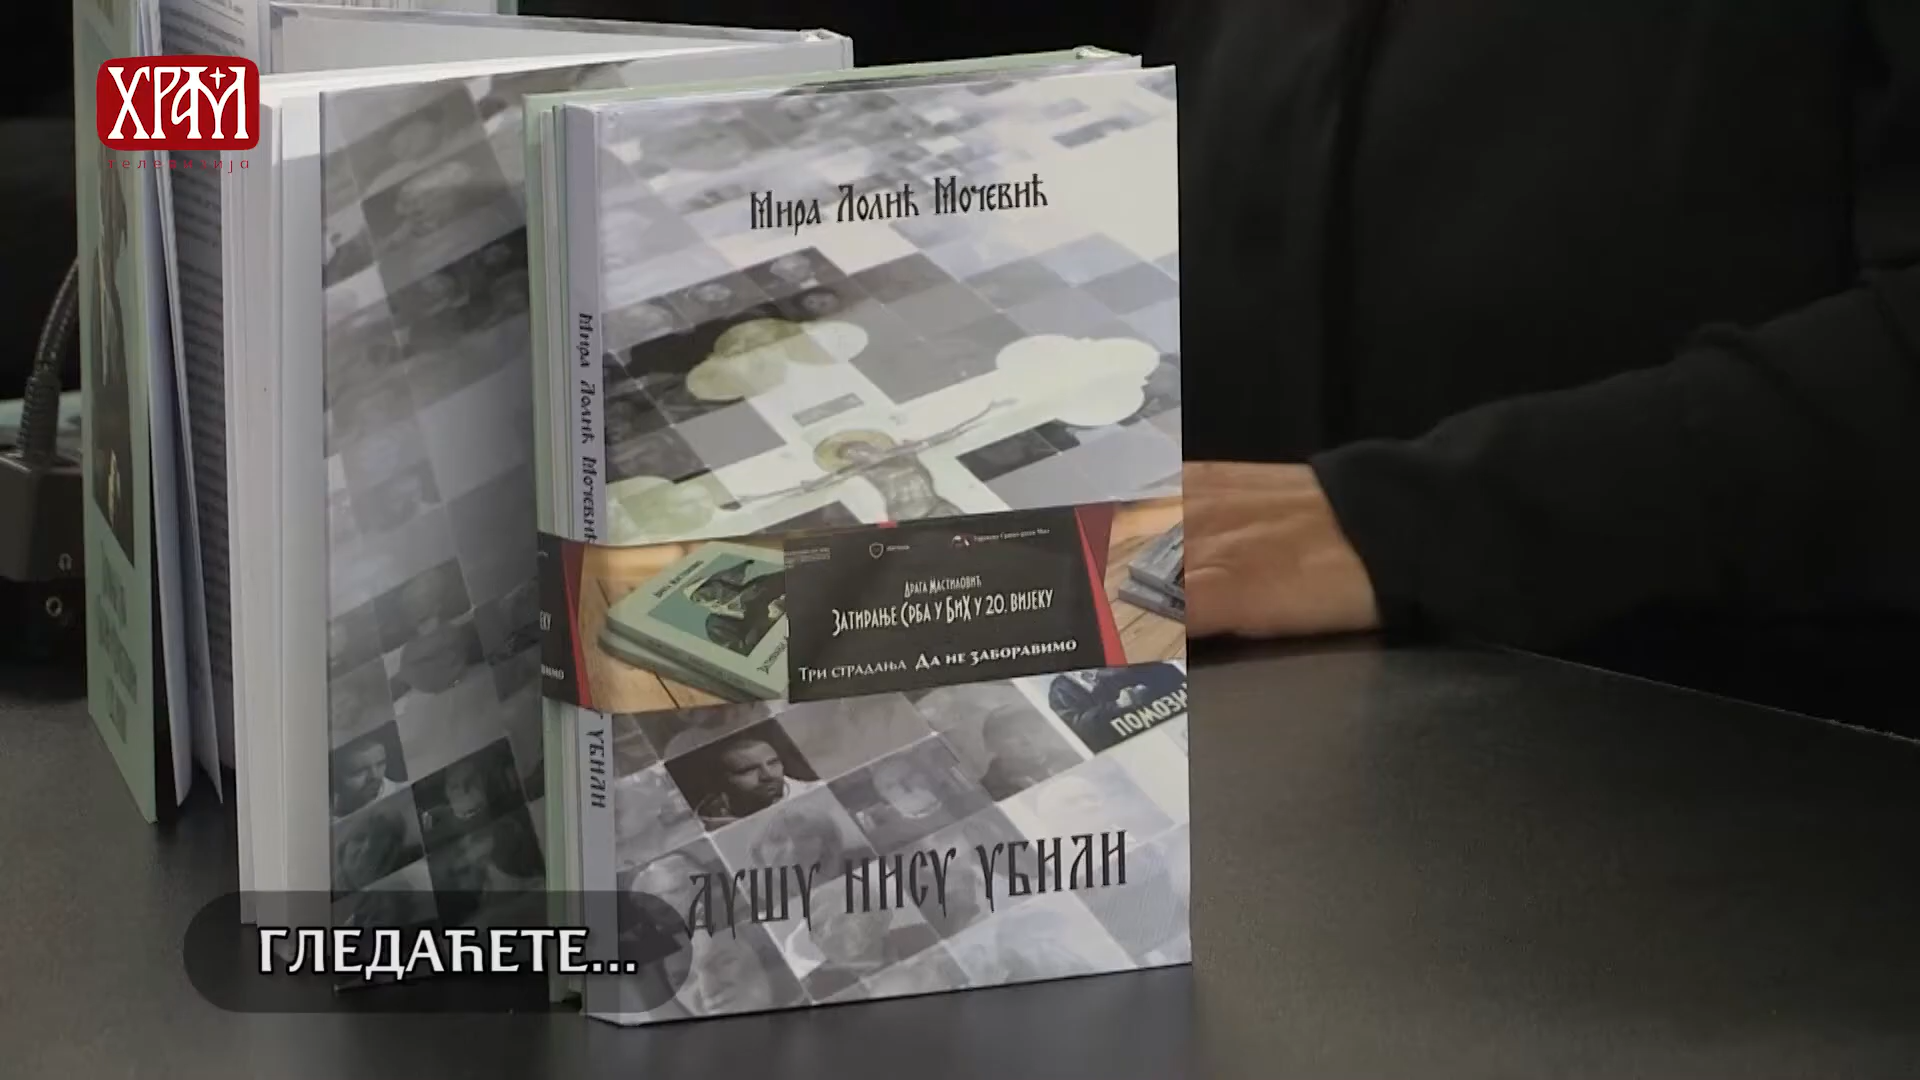 ХРАМ
телевизија
Мира Лолић Мочевић
Мира Лолић Мочевић
Драга Мастиловић
Затирање Срба у БиХ у 20. вијеку
Три страдања Да не заборавимо
ПОМОЗИ
УБИЛИ
ДУШУ НИСУ УБИЛИ
ГЛЕДАЋЕТЕ...